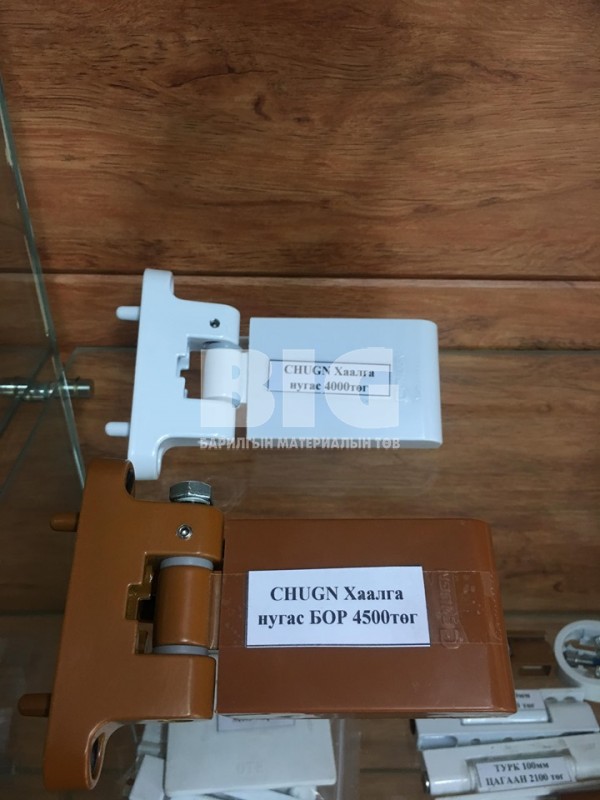 CHUGN Хаалга
нугас 4000төг
BIG
БАРИЛГЫН МАТЕРИАЛЫН ТӨВ
CHUGN Хаалга
нугас БОР 4500төг
ТУРК 100мм
ЦАГААН 2100 төг